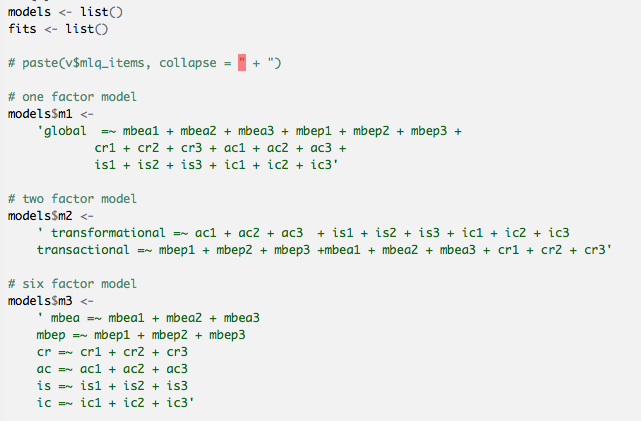 models <- list()
fits <- list()
# paste(v$mlq_items, collapse = " + ")
# one factor model
models$m1 <-
'global =~ mbea1 + mbea2 + mbea3 + mbep1 + mbep2 + mbep3 +
cr1 + cr2 + cr3 + ac1 + ac2 + ac3 +
is1 + is2 + is3 + ic1 + ic2 + ic3'
# two factor model
models$m2 <-
' transformational =~ ac1 + ac2 + ac3 + is1 + is2 + is3 + ic1 + ic2 + ic3
transactional =~ mbep1 + mbep2 + mbep3 +mbea1 + mbea2 + mbea3 + cr1 + cr2 + cr3'
# six factor model
models$m3 <-
' mbea =~ mbea1 + mbea2 + mbea3
mbep =~ mbep1 + mbep2 + mbep3
cr =~ cr1 + cr2 + cr3
ac =~ ac1 + ac2 + ac3
is =~ is1 + is2 + is3
ic =~ ic1 + ic2 + ic3'